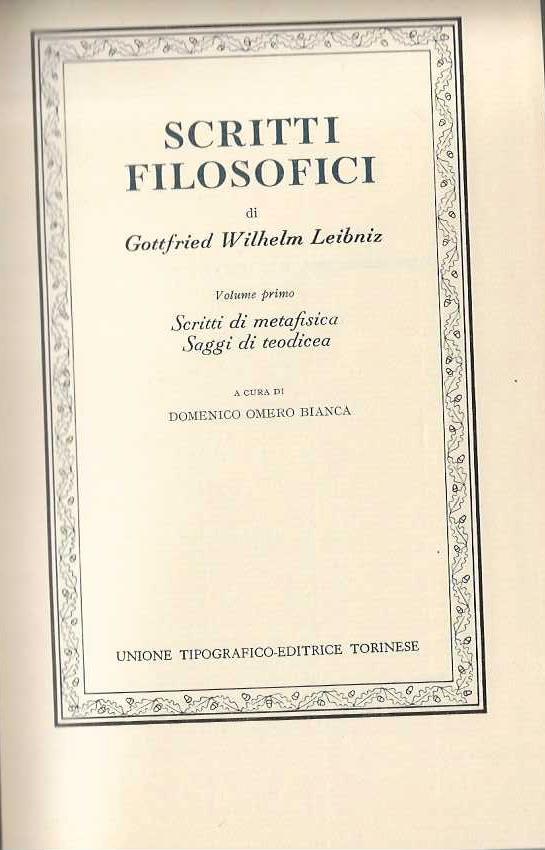 SCRITTI
FILOSOFICI
di
Gottfried Wilhelm Leibniz
Volume primo
Scritti di metafisica
Saggi di teodicea
A CURA DI
DOMENICO OMERO BIANCA
UNIONE TIPOGRAFICO-EDITRICE TORINESE